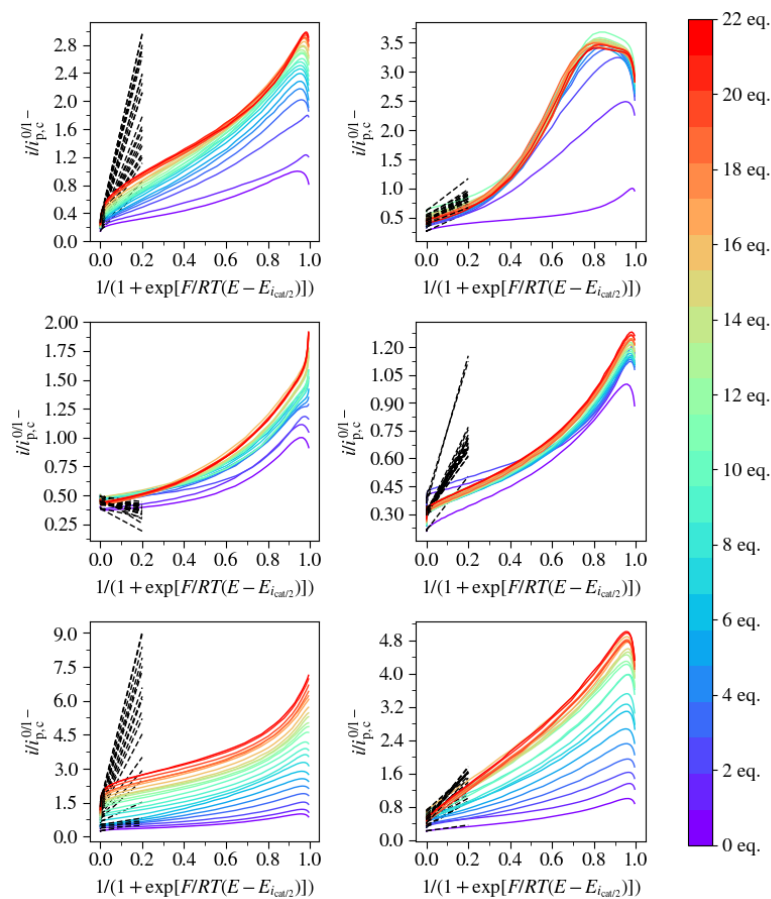 2.8
2.4
2.0
1.6
1.2
0.8
0.4
0.0
i/i_{p,c}^{0/1−}
0.0 0.2 0.4 0.6 0.8 1.0
1/(1 + exp[F/RT(E − E_{i_{cat/2}})])
3.5
3.0
2.5
2.0
1.5
1.0
0.5
i/i_{p,c}^{0/1−}
0.0 0.2 0.4 0.6 0.8 1.0
1/(1 + exp[F/RT(E − E_{i_{cat/2}})])
2.00
1.75
1.50
1.25
1.00
0.75
0.50
0.25
i/i_{p,c}^{0/1−}
0.0 0.2 0.4 0.6 0.8 1.0
1/(1 + exp[F/RT(E − E_{i_{cat/2}})])
1.20
1.05
0.90
0.75
0.60
0.45
0.30
i/i_{p,c}^{0/1−}
0.0 0.2 0.4 0.6 0.8 1.0
1/(1 + exp[F/RT(E − E_{i_{cat/2}})])
9.0
7.5
6.0
4.5
3.0
1.5
0.0
i/i_{p,c}^{0/1−}
0.0 0.2 0.4 0.6 0.8 1.0
1/(1 + exp[F/RT(E − E_{i_{cat/2}})])
4.8
4.0
3.2
2.4
1.6
0.8
0.0
i/i_{p,c}^{0/1−}
0.0 0.2 0.4 0.6 0.8 1.0
1/(1 + exp[F/RT(E − E_{i_{cat/2}})])
22 eq.
20 eq.
18 eq.
16 eq.
14 eq.
12 eq.
10 eq.
8 eq.
6 eq.
4 eq.
2 eq.
0 eq.